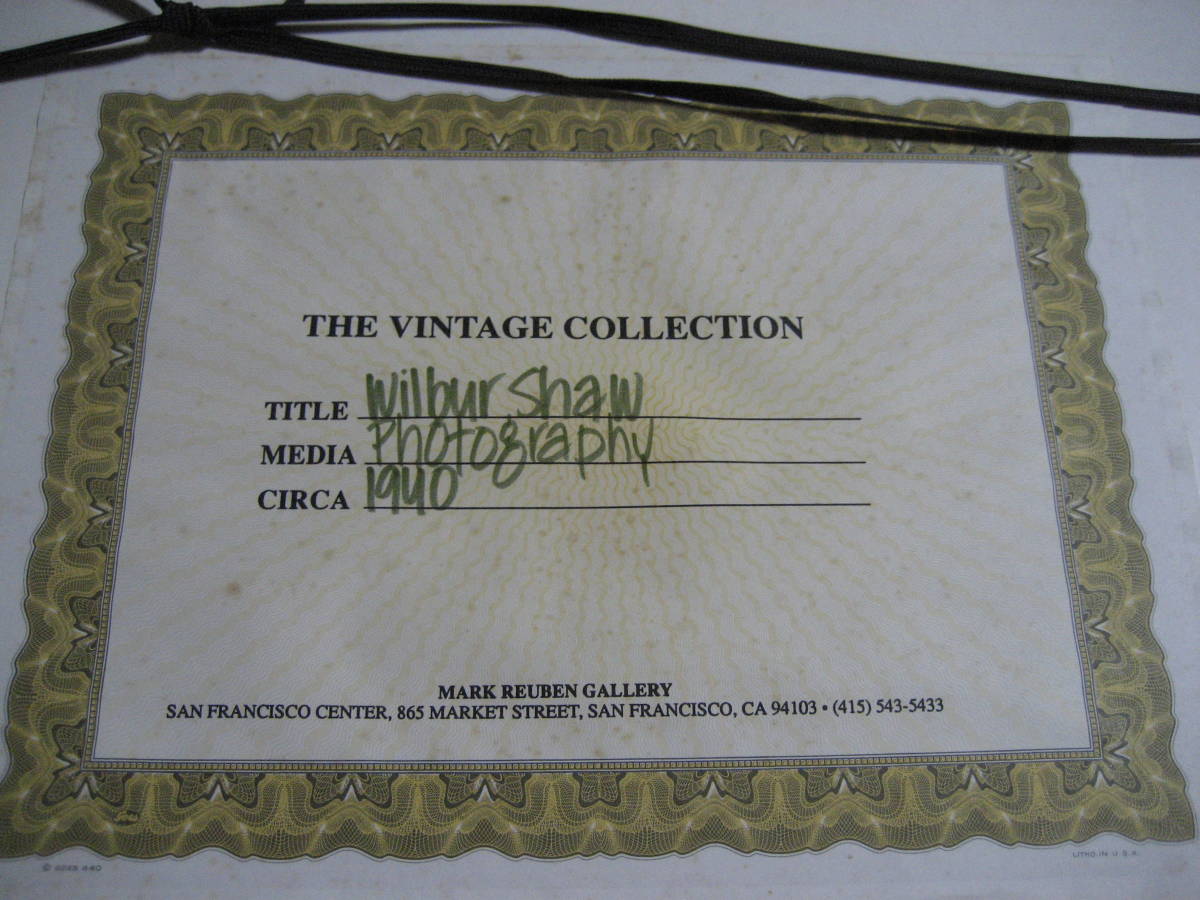 THE VINTAGE COLLECTION
TITLE Wilbur Shaw
MEDIA Photography
CIRCA 1940
MARK REUBEN GALLERY
SAN FRANCISCO CENTER, 865 MARKET STREET, SAN FRANCISCO, CA 94103 • (415) 543-5433
LITHO. IN U.S.A.